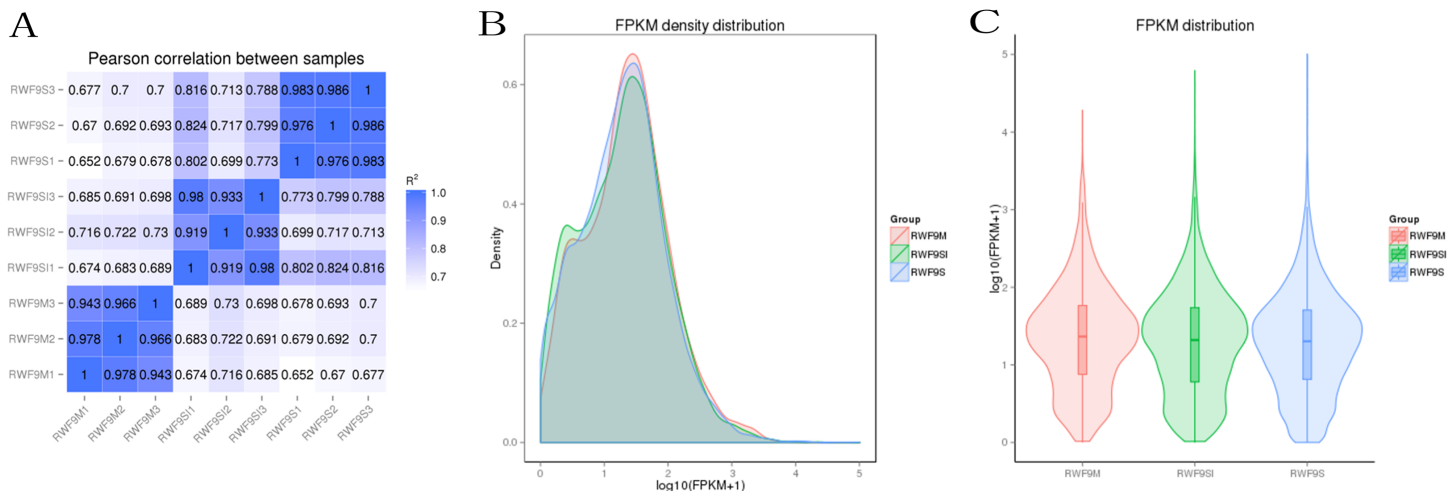 A
Pearson correlation between samples
RWF9S3 0.677 0.7 0.7 0.816 0.713 0.788 0.983 0.986 1
RWF9S2 0.67 0.692 0.693 0.824 0.717 0.799 0.976 1 0.986
RWF9S1 0.652 0.679 0.678 0.802 0.699 0.773 1 0.976 0.983
RWF9SI3 0.685 0.691 0.698 0.98 0.933 1 0.773 0.799 0.788
RWF9SI2 0.716 0.722 0.73 0.919 1 0.933 0.699 0.717 0.713
RWF9SI1 0.674 0.683 0.689 1 0.919 0.98 0.802 0.824 0.816
RWF9M3 0.943 0.966 1 0.689 0.73 0.698 0.678 0.693 0.7
RWF9M2 0.978 1 0.966 0.683 0.722 0.691 0.679 0.692 0.7
RWF9M1 1 0.978 0.943 0.674 0.716 0.685 0.652 0.67 0.677
RWF9M1 RWF9M2 RWF9M3 RWF9SI1 RWF9SI2 RWF9SI3 RWF9S1 RWF9S2 RWF9S3
R²
1.0
0.9
0.8
0.7
B
FPKM density distribution
Density
0.6
0.4
0.2
0.0
0 1 2 3 4 5
log10(FPKM+1)
Group
RWF9M
RWF9SI
RWF9S
C
FPKM distribution
log10(FPKM+1)
5
4
3
2
1
0
RWF9M RWF9SI RWF9S
Group
RWF9M
RWF9SI
RWF9S